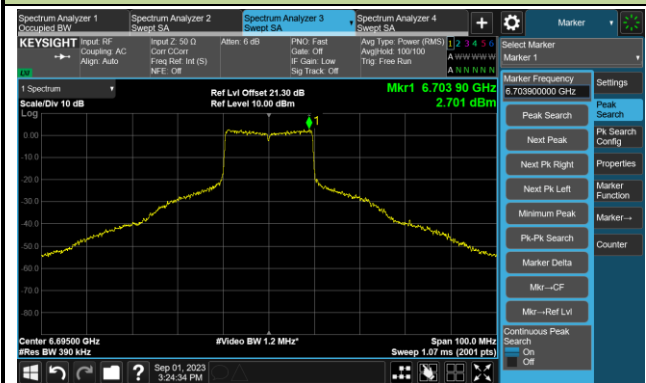 Spectrum Analyzer 1
Occupied BW
Spectrum Analyzer 2
Swept SA
Spectrum Analyzer 3
Swept SA
Spectrum Analyzer 4
Swept SA
+
Marker
KEYSIGHT
Input: RF
Coupling: AC
Align: Auto
Input Z: 50 Ω
Corr CCorr
Freq Ref: Int (S)
NFE: Off
Atten: 6 dB
PNO: Fast
Gate: Off
IF Gain: Low
Sig Track: Off
Avg Type: Power (RMS)
Avg|Hold: 100/100
Trig: Free Run
1 2 3 4 5 6
A W W W W W
A N N N N N
Select Marker
Marker 1
1 Spectrum
Scale/Div 10 dB
Log
Ref Lvl Offset 21.30 dB
Ref Level 10.00 dBm
Mkr1 6.703 90 GHz
2.701 dBm
1
0.00
-10.0
-20.0
-30.0
-40.0
-50.0
-60.0
-70.0
-80.0
Center 6.69500 GHz
#Res BW 390 kHz
#Video BW 1.2 MHz*
Span 100.0 MHz
Sweep 1.07 ms (2001 pts)
Marker Frequency
6.703900000 GHz
Peak Search
Next Peak
Next Pk Right
Next Pk Left
Minimum Peak
Pk-Pk Search
Marker Delta
Mkr→CF
Mkr→Ref Lvl
Continuous Peak
Search
On
Off
Settings
Peak
Search
Pk Search
Config
Properties
Marker
Function
Marker→
Counter
?
Sep 01, 2023
3:24:34 PM